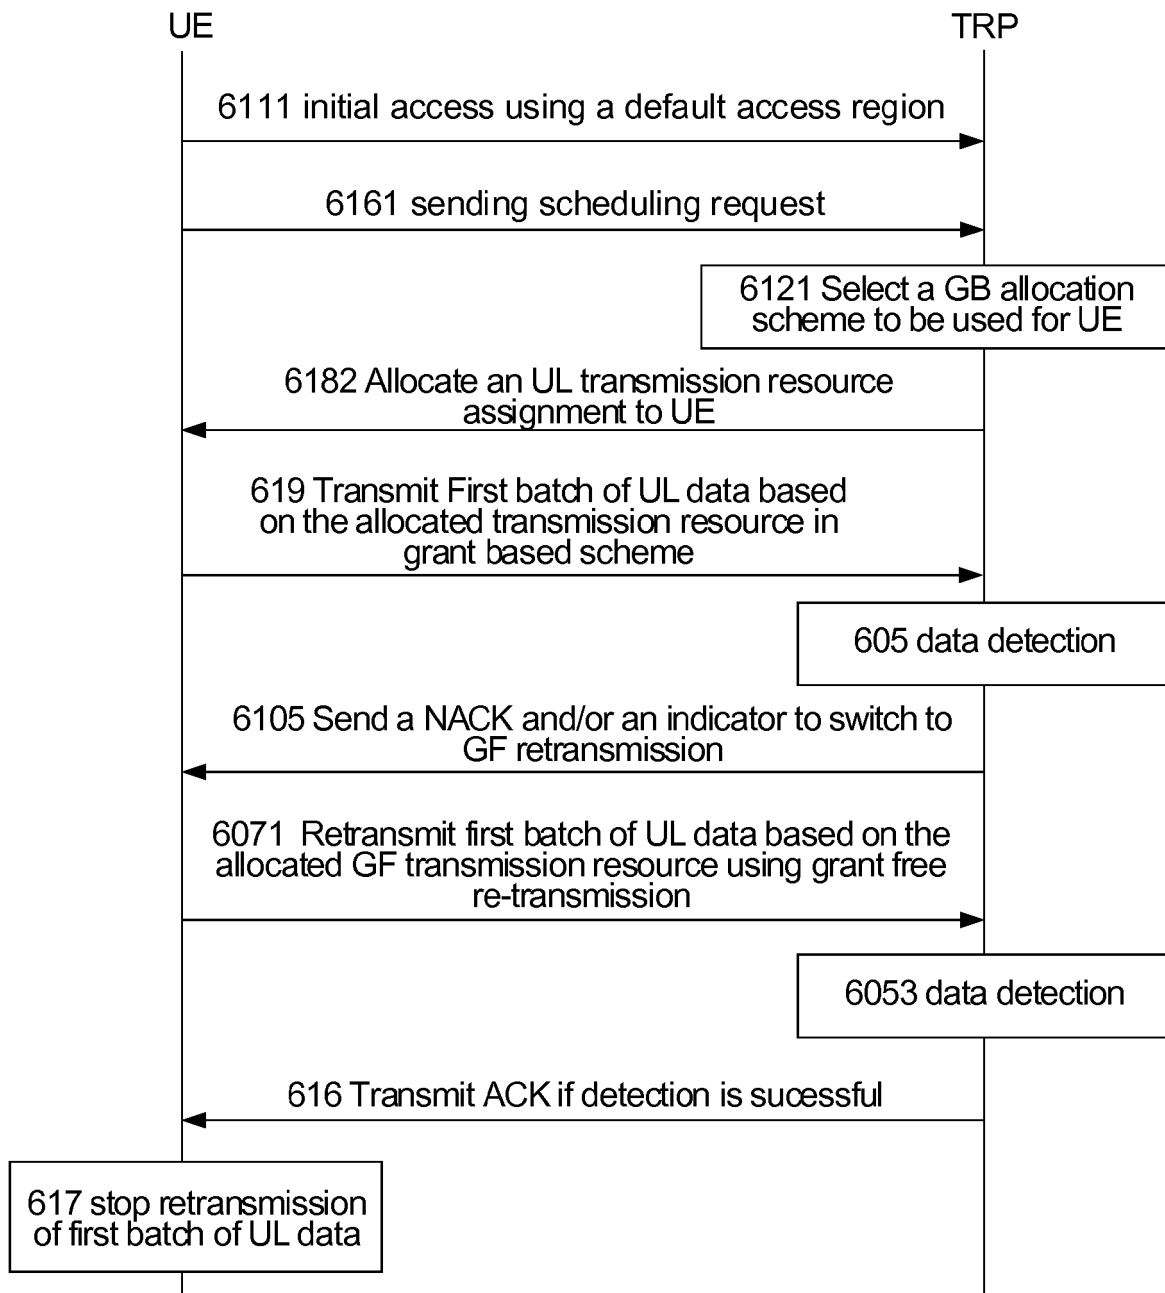 UE
TRP
6111 initial access using a default access region
6161 sending scheduling request
6121 Select a GB allocation
scheme to be used for UE
6182 Allocate an UL transmission resource
assignment to UE
619 Transmit First batch of UL data based
on the allocated transmission resource in
grant based scheme
605 data detection
6105 Send a NACK and/or an indicator to switch to
GF retransmission
6071 Retransmit first batch of UL data based on the
allocated GF transmission resource using grant free
re-transmission
6053 data detection
616 Transmit ACK if detection is sucessful
617 stop retransmission
of first batch of UL data